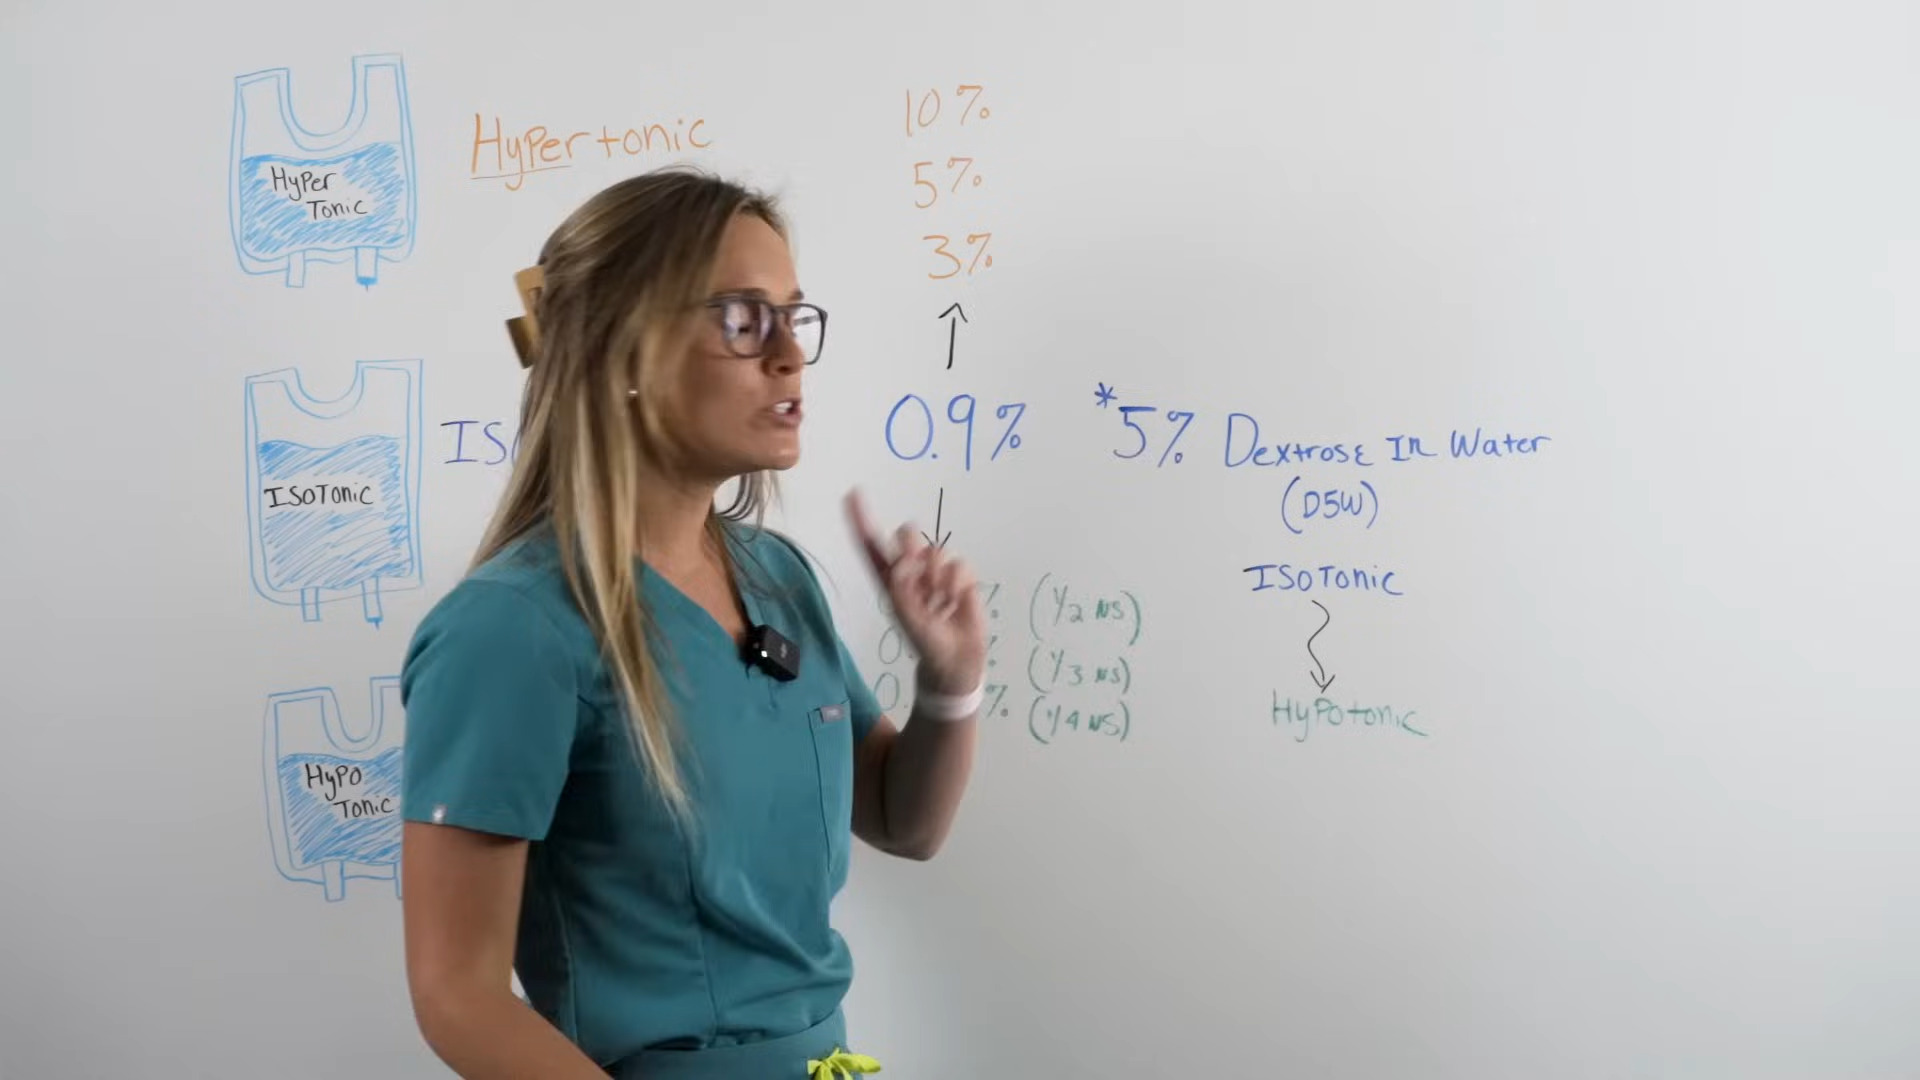 Hyper
Tonic
Hypertonic
10%
5%
3%
ISOTonic
0.9%
*5% Dextrose In Water
(D5W)
ISOTonic
Hypotonic
(1/2 NS)
(1/3 NS)
(1/4 NS)
Hypo
Tonic